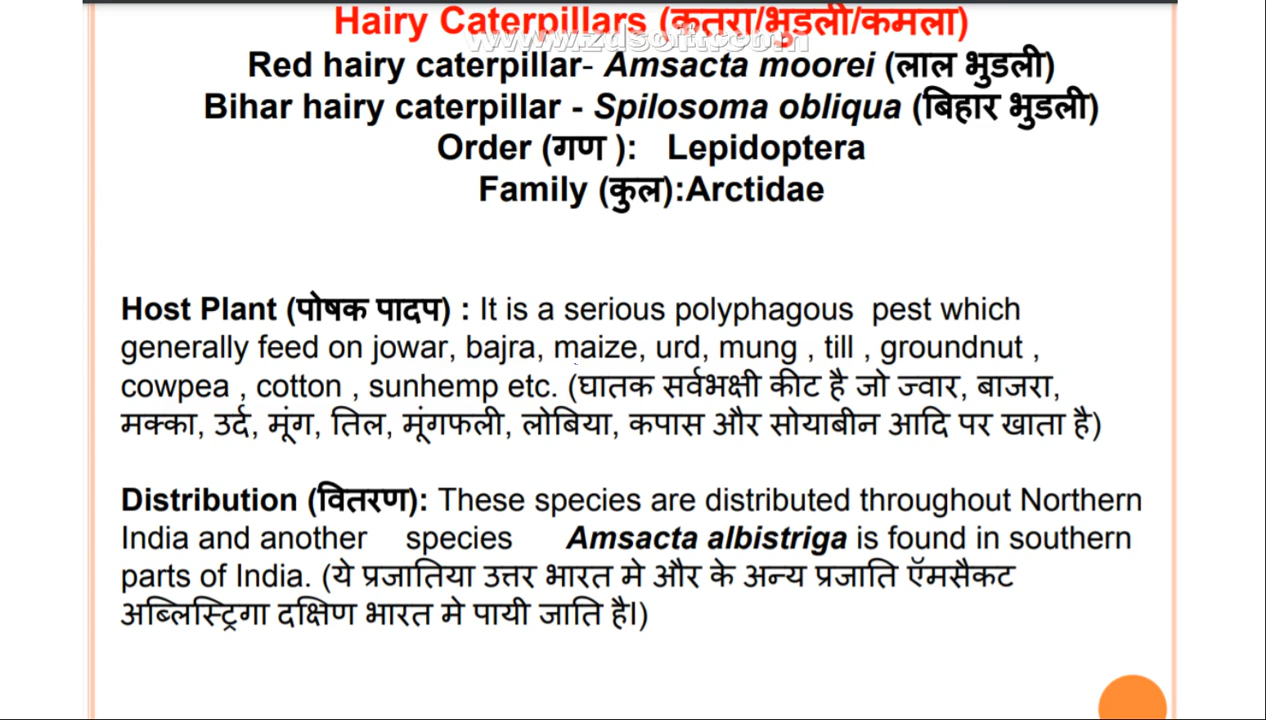 Hairy Caterpillars (कतरा/भुडली/कमला)
www.zdsoft.com
Red hairy caterpillar- Amsacta moorei (लाल भुडली)
Bihar hairy caterpillar - Spilosoma obliqua (बिहार भुडली)
Order (गण ): Lepidoptera
Family (कुल):Arctidae
Host Plant (पोषक पादप) : It is a serious polyphagous pest which
generally feed on jowar, bajra, maize, urd, mung , till , groundnut ,
cowpea , cotton , sunhemp etc. (घातक सर्वभक्षी कीट है जो ज्वार, बाजरा,
मक्का, उर्द, मूंग, तिल, मूंगफली, लोबिया, कपास और सोयाबीन आदि पर खाता है)
Distribution (वितरण): These species are distributed throughout Northern
India and another species Amsacta albistriga is found in southern
parts of India. (ये प्रजातिया उत्तर भारत मे और के अन्य प्रजाति ऍमसैकट
अब्लिस्ट्रिगा दक्षिण भारत मे पायी जाति है।)